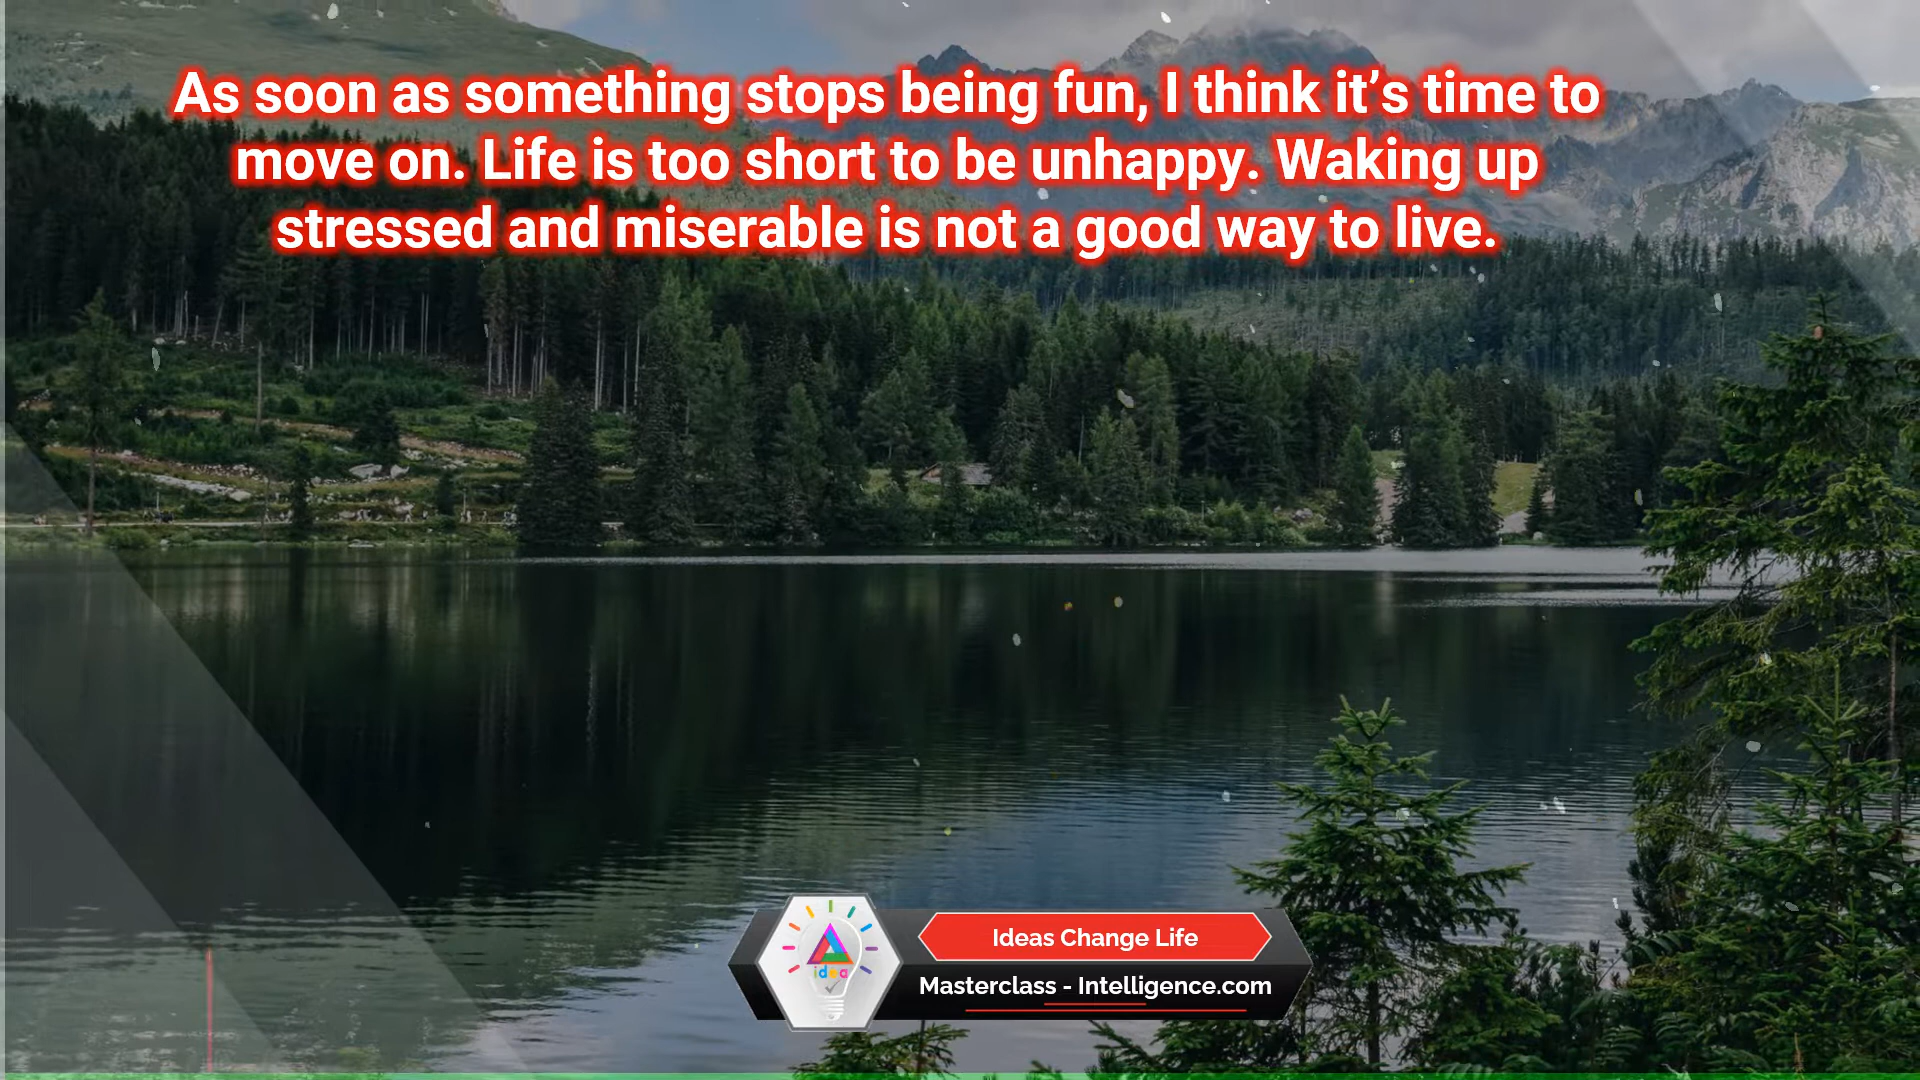 As soon as something stops being fun, I think it’s time to
move on. Life is too short to be unhappy. Waking up
stressed and miserable is not a good way to live.
idea
Ideas Change Life
Masterclass - Intelligence.com